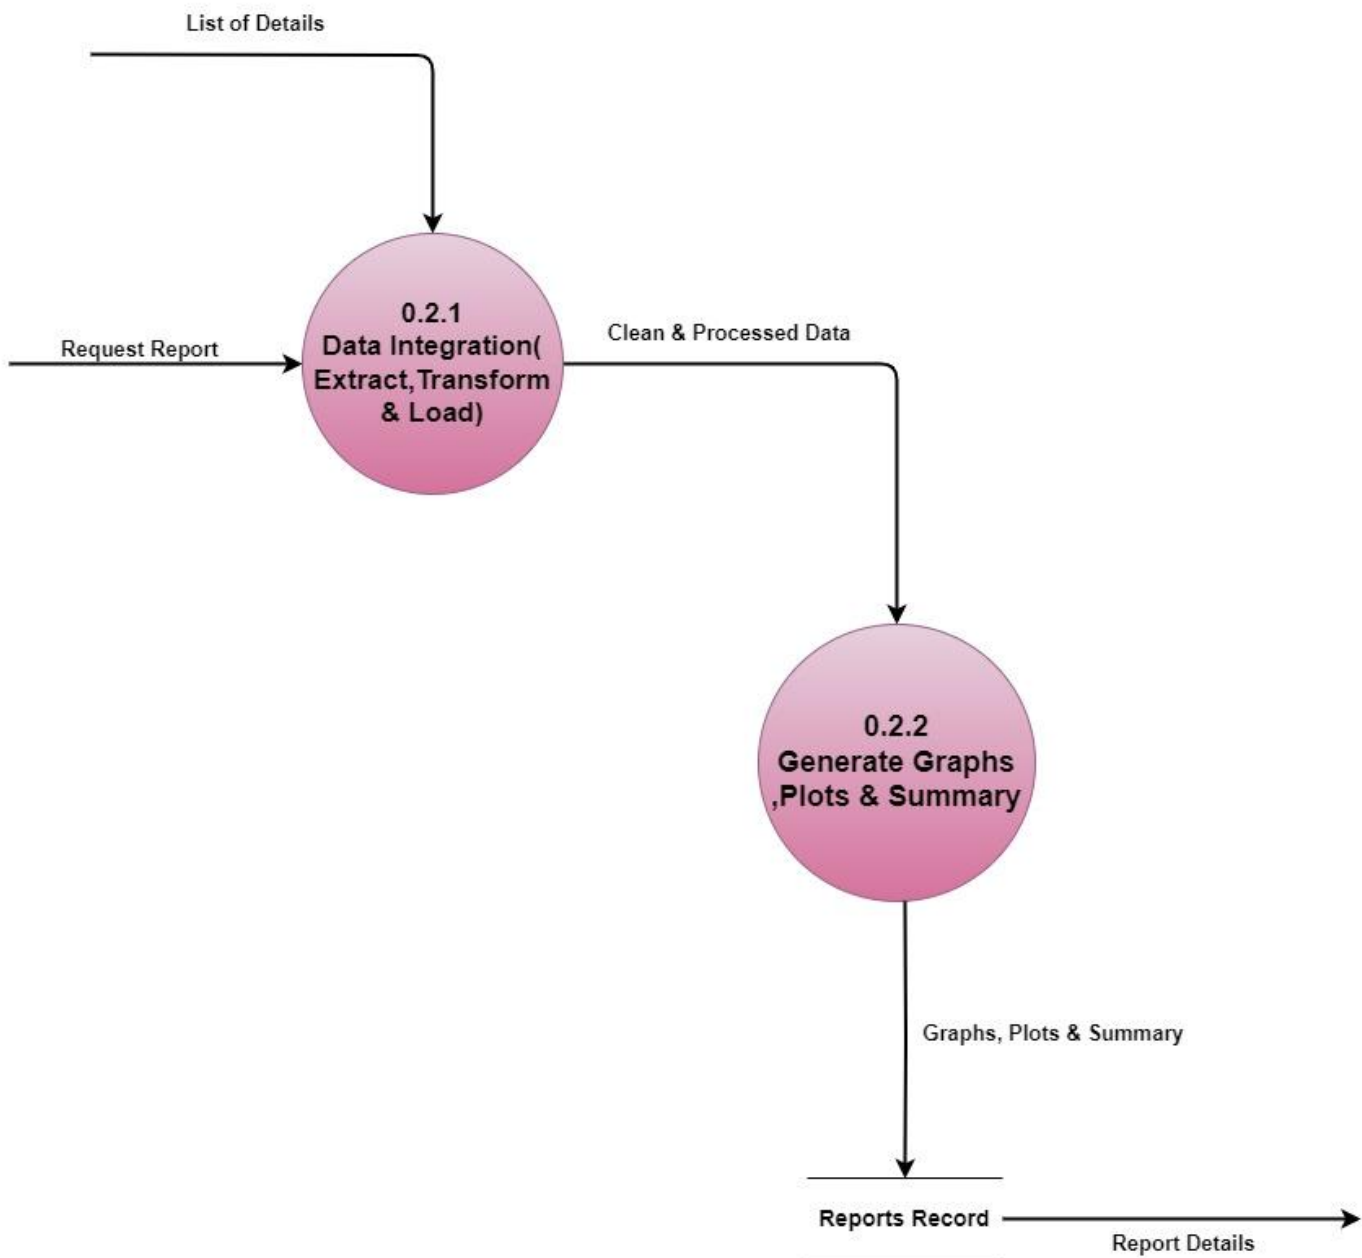 List of Details
0.2.1
Data Integration(
Extract,Transform
& Load)
Request Report
Clean & Processed Data
0.2.2
Generate Graphs
,Plots & Summary
Graphs, Plots & Summary
Reports Record
Report Details